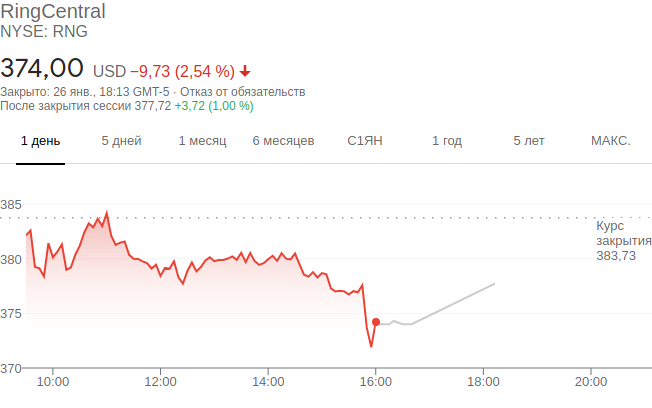 RingCentral
NYSE: RNG
374,00 USD −9,73 (2,54 %)
Закрыто: 26 янв., 18:13 GMT-5 · Отказ от обязательств
После закрытия сессии 377,72 +3,72 (1,00 %)
1 день 5 дней 1 месяц 6 месяцев С1ЯН 1 год 5 лет МАКС.
385
Курс
закрытия
383,73
380
375
370
10:00 12:00 14:00 16:00 18:00 20:00